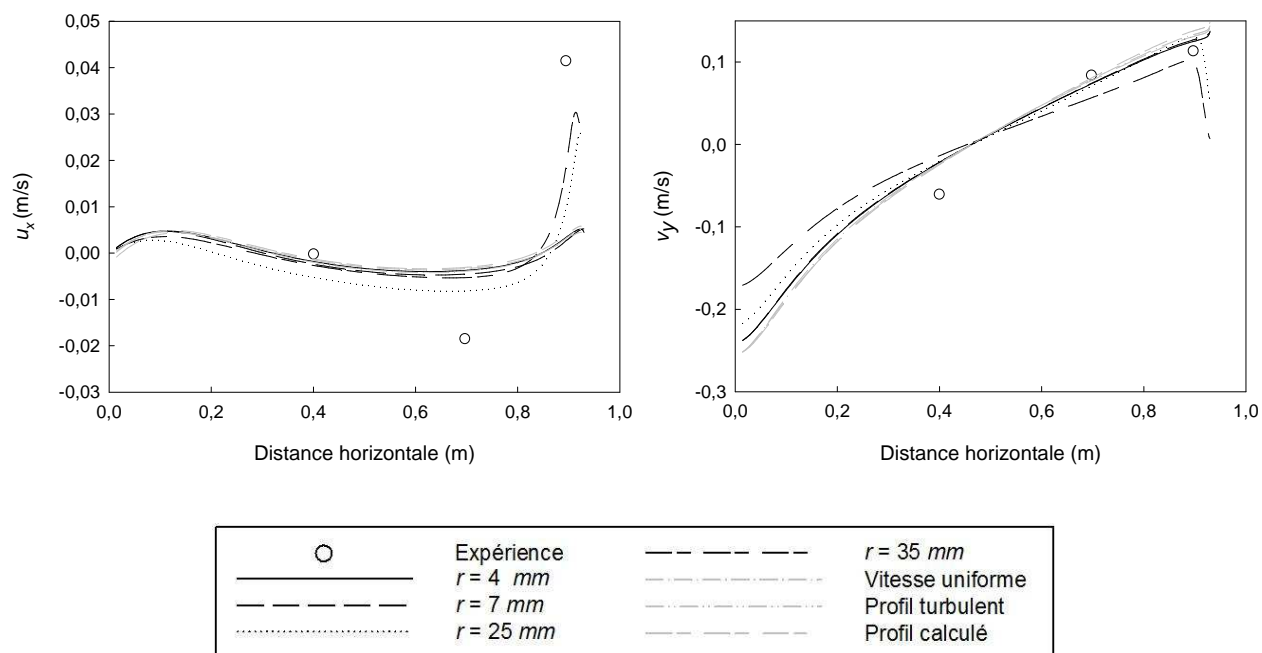 0,05
0,04
0,03
0,02
0,01
0,00
-0,01
-0,02
-0,03
u_x (m/s)
0,0 0,2 0,4 0,6 0,8 1,0
Distance horizontale (m)
0,1
0,0
-0,1
-0,2
-0,3
v_y (m/s)
0,0 0,2 0,4 0,6 0,8 1,0
Distance horizontale (m)
Expérience
r = 4 mm
r = 7 mm
r = 25 mm
r = 35 mm
Vitesse uniforme
Profil turbulent
Profil calculé